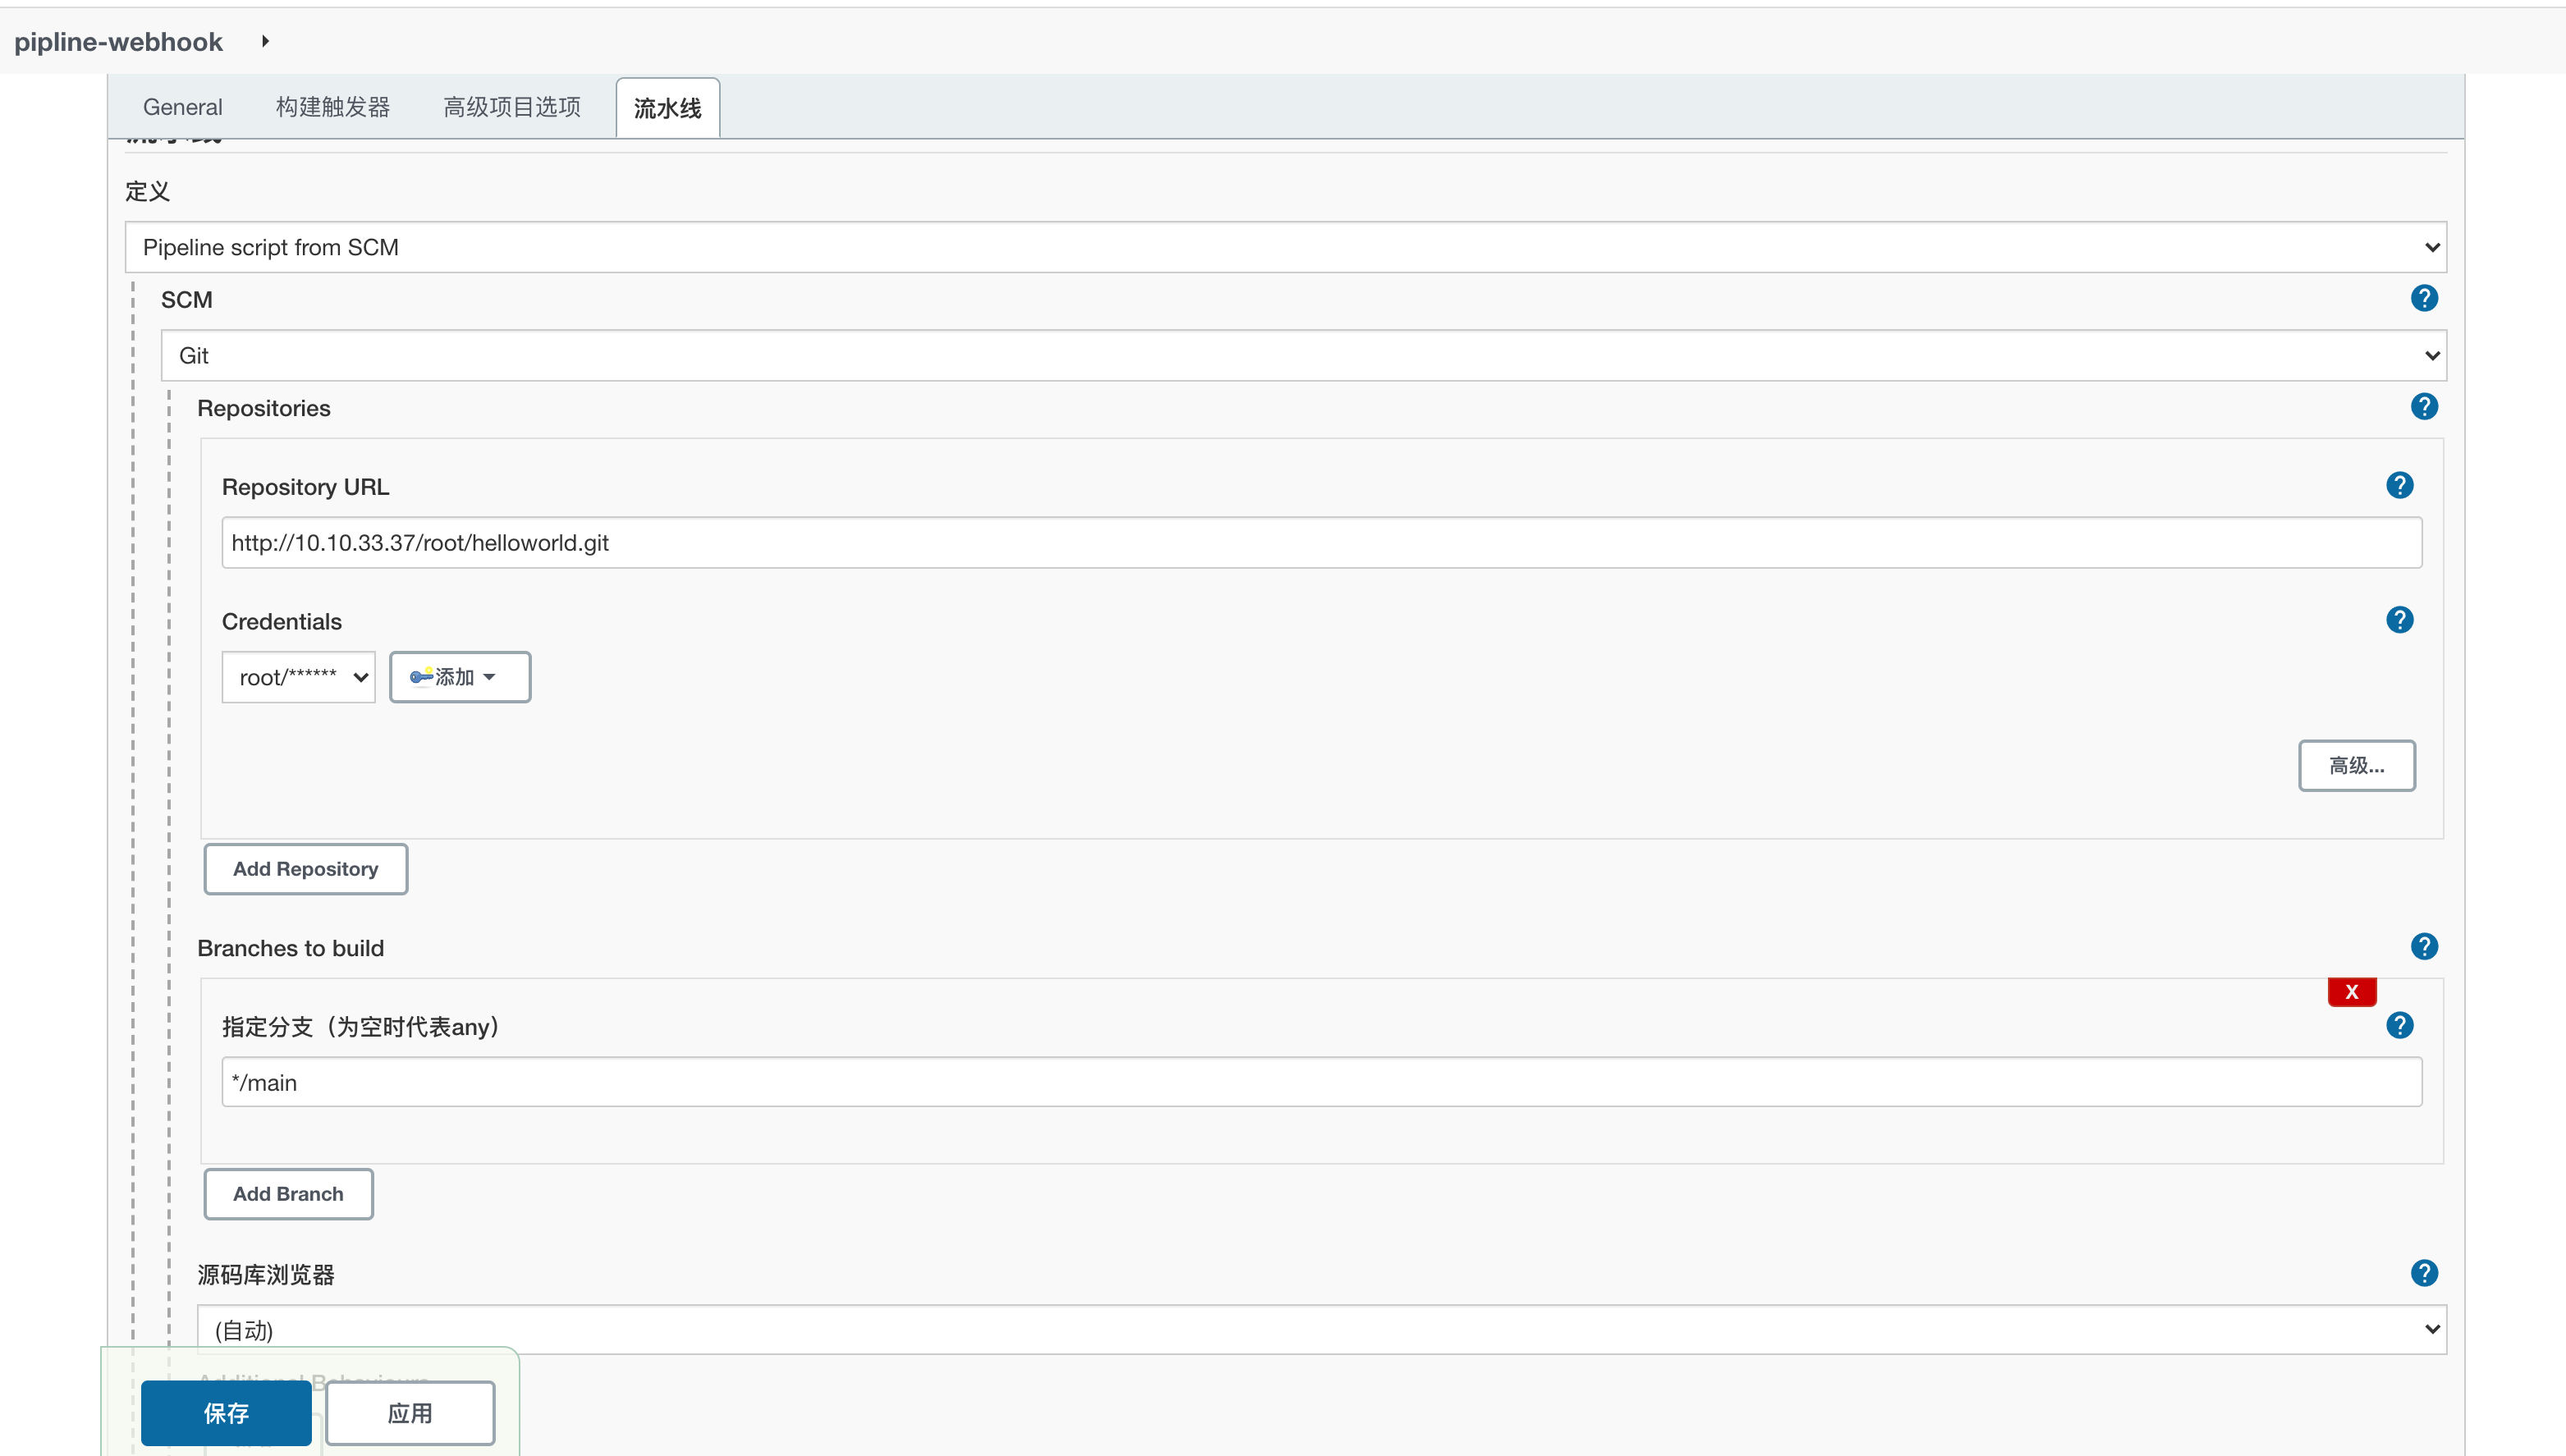 pipline-webhook
General 构建触发器 高级项目选项 流水线
定义
Pipeline script from SCM
SCM
Git
Repositories
Repository URL
http://10.10.33.37/root/helloworld.git
Credentials
root/****** 添加
高级...
Add Repository
Branches to build
X
指定分支（为空时代表any）
*/main
Add Branch
源码库浏览器
(自动)
Additional Behaviours
保存 应用